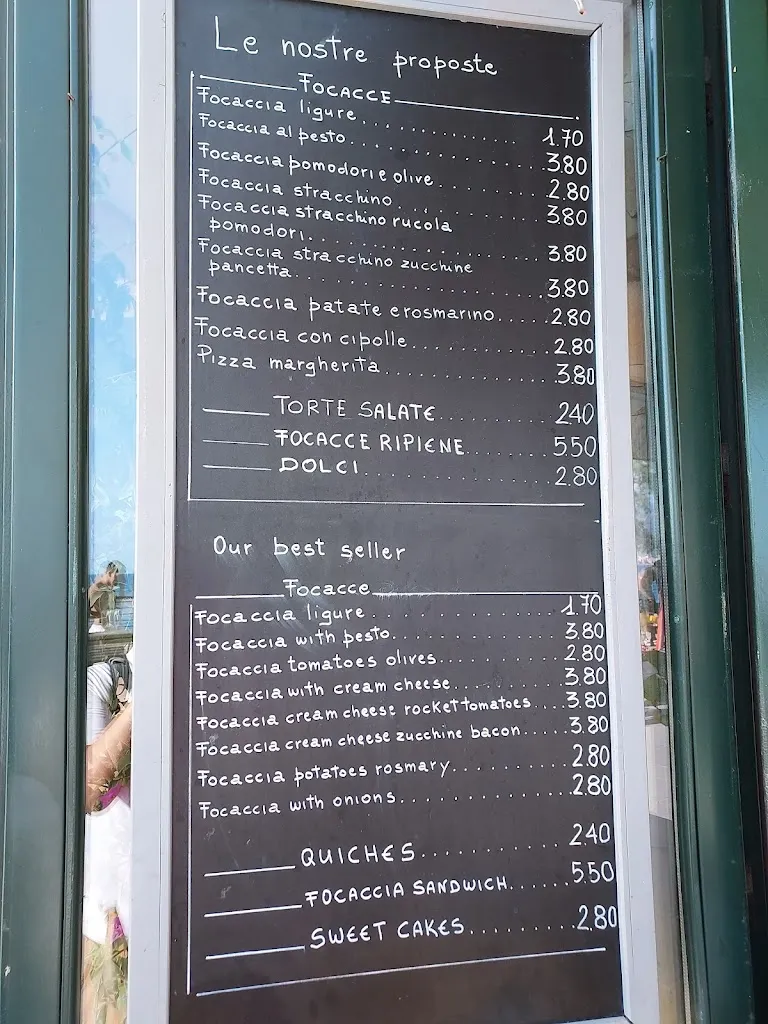 Le nostre proposte
FOCACCE
Focaccia ligure 1.70
Focaccia al pesto 3.80
Focaccia pomodori e olive 2.80
Focaccia stracchino 3.80
Focaccia stracchino rucola
pomodori 3.80
Focaccia stracchino zucchine
pancetta 3.80
Focaccia patate e rosmarino 2.80
Focaccia con cipolle 2.80
Pizza margherita 3.80
TORTE SALATE 2.40
FOCACCE RIPIENE 5.50
DOLCI 2.80
Our best seller
Focacce
Focaccia ligure 1.70
Focaccia with pesto 3.80
Focaccia tomatoes olives 2.80
Focaccia with cream cheese 3.80
Focaccia cream cheese rocket tomatoes 3.80
Focaccia cream cheese zucchine bacon 3.80
Focaccia potatoes rosmary 2.80
Focaccia with onions 2.80
QUICHES 2.40
FOCACCIA SANDWICH 5.50
SWEET CAKES 2.80